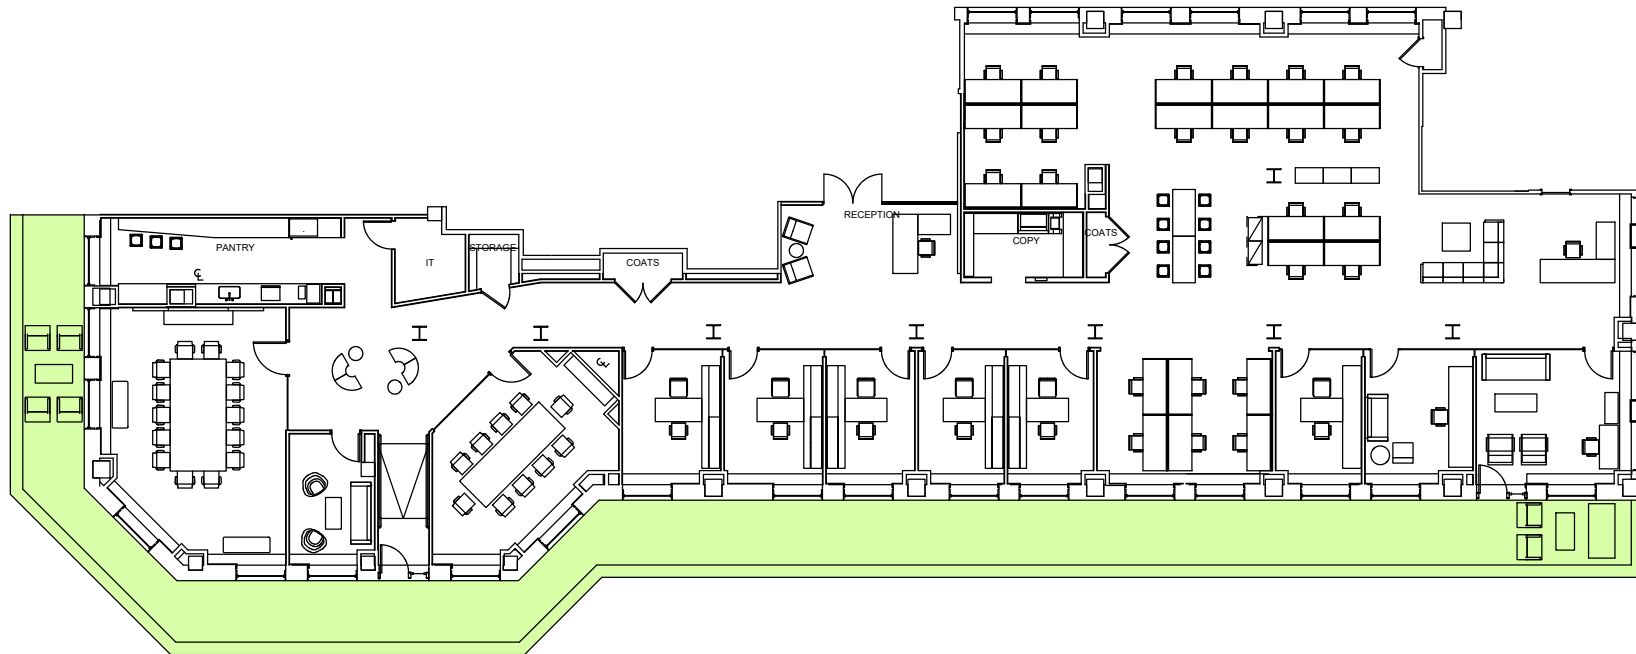 RECEPTION
PANTRY
STORAGE
IT
COATS
COPY
COATS
℄
℄